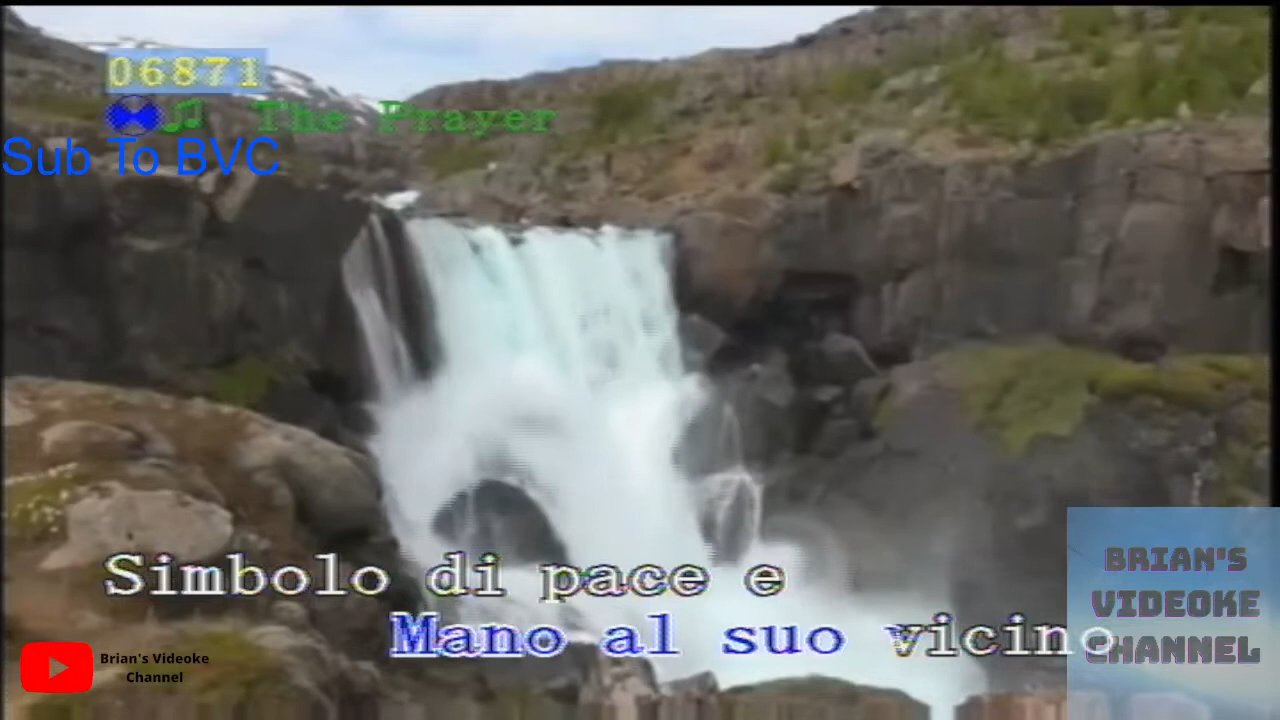 06871
The Prayer
Sub To BVC
Simbolo di pace e
Mano al suo vicino
BRIAN'S
VIDEOKE
CHANNEL
Brian's Videoke
Channel